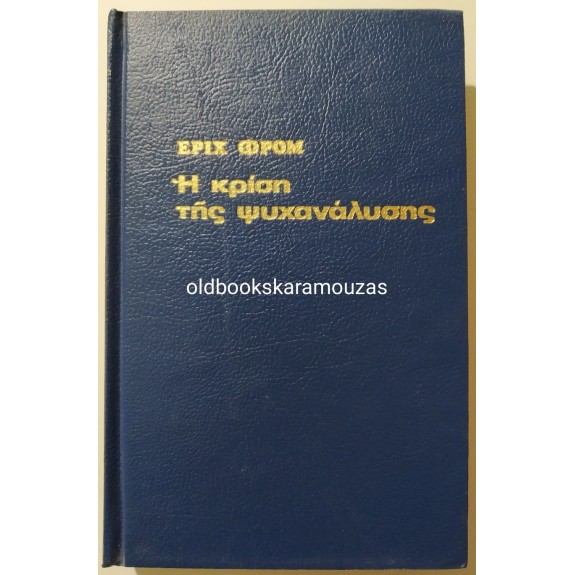 ΕΡΙΧ ΦΡΟΜ
Ἡ κρίση
τῆς ψυχανάλυσης
oldbookskaramouzas